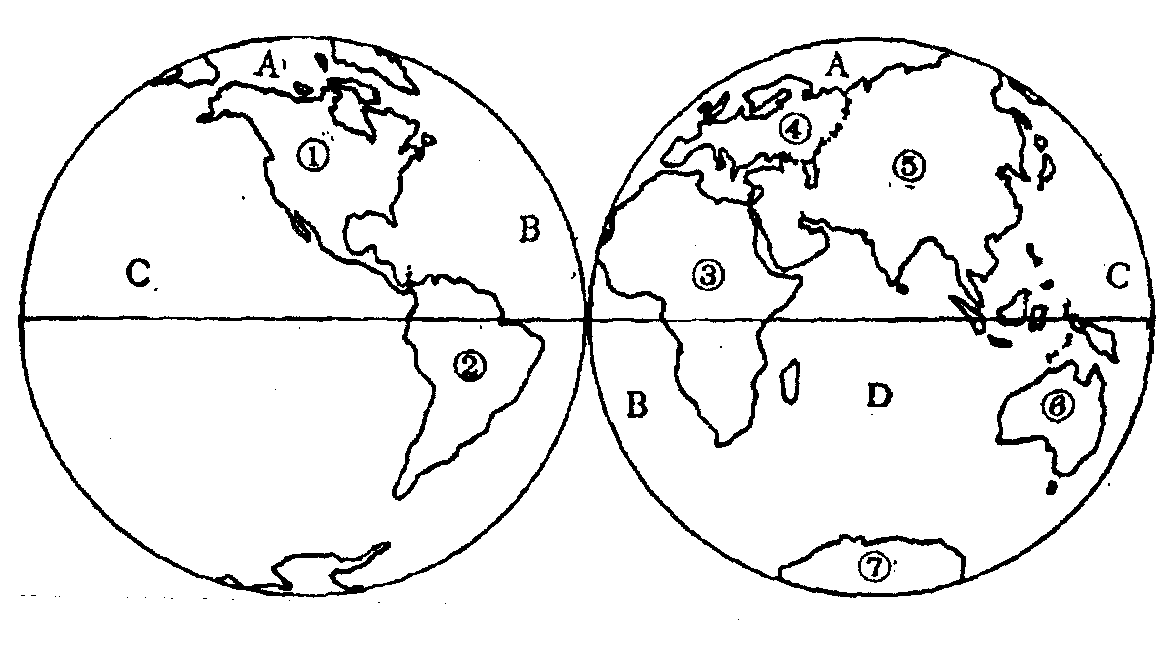 A A
④
① ⑤
B
C ③ C
②
B D ⑥
⑦